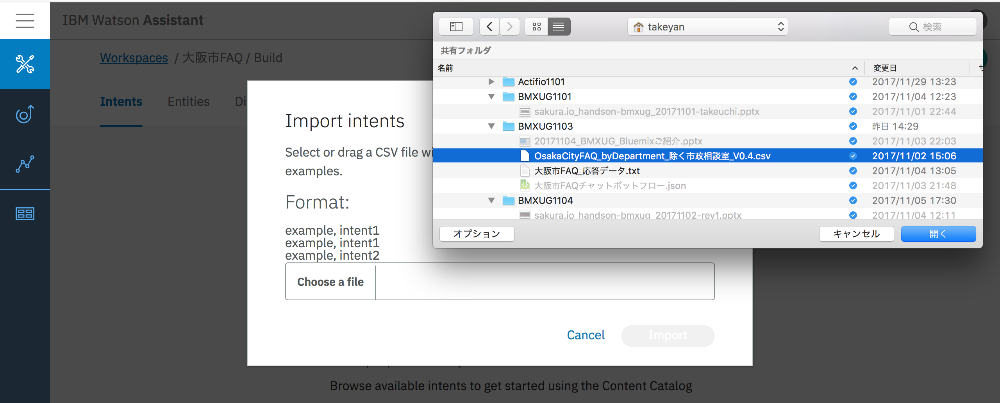 IBM Watson Assistant
Workspaces / 大阪市FAQ / Build
Intents Entities Di
Import intents
Select or drag a CSV file wi
examples.
Format:
example, intent1
example, intent1
example, intent2
Choose a file
Cancel Import
Browse available intents to get started using the Content Catalog
takeyan
検索
共有フォルダ
名前 変更日
Actifio1101 2017/11/29 13:23
BMXUG1101 2017/11/04 12:23
sakura.io_handson-bmxug_20171101-takeuchi.pptx 2017/11/01 22:44
BMXUG1103 昨日 14:29
20171104_BMXUG_Bluemixご紹介.pptx 2017/11/03 22:03
OsakaCityFAQ_byDepartment_除く市政相談室_V0.4.csv 2017/11/02 15:06
大阪市FAQ_応答データ.txt 2017/11/04 13:05
大阪市FAQチャットボットフロー.json 2017/11/03 21:48
BMXUG1104 2017/11/05 17:30
sakura.io_handson-bmxug_20171102-rev1.pptx 2017/11/04 12:11
オプション キャンセル 開く